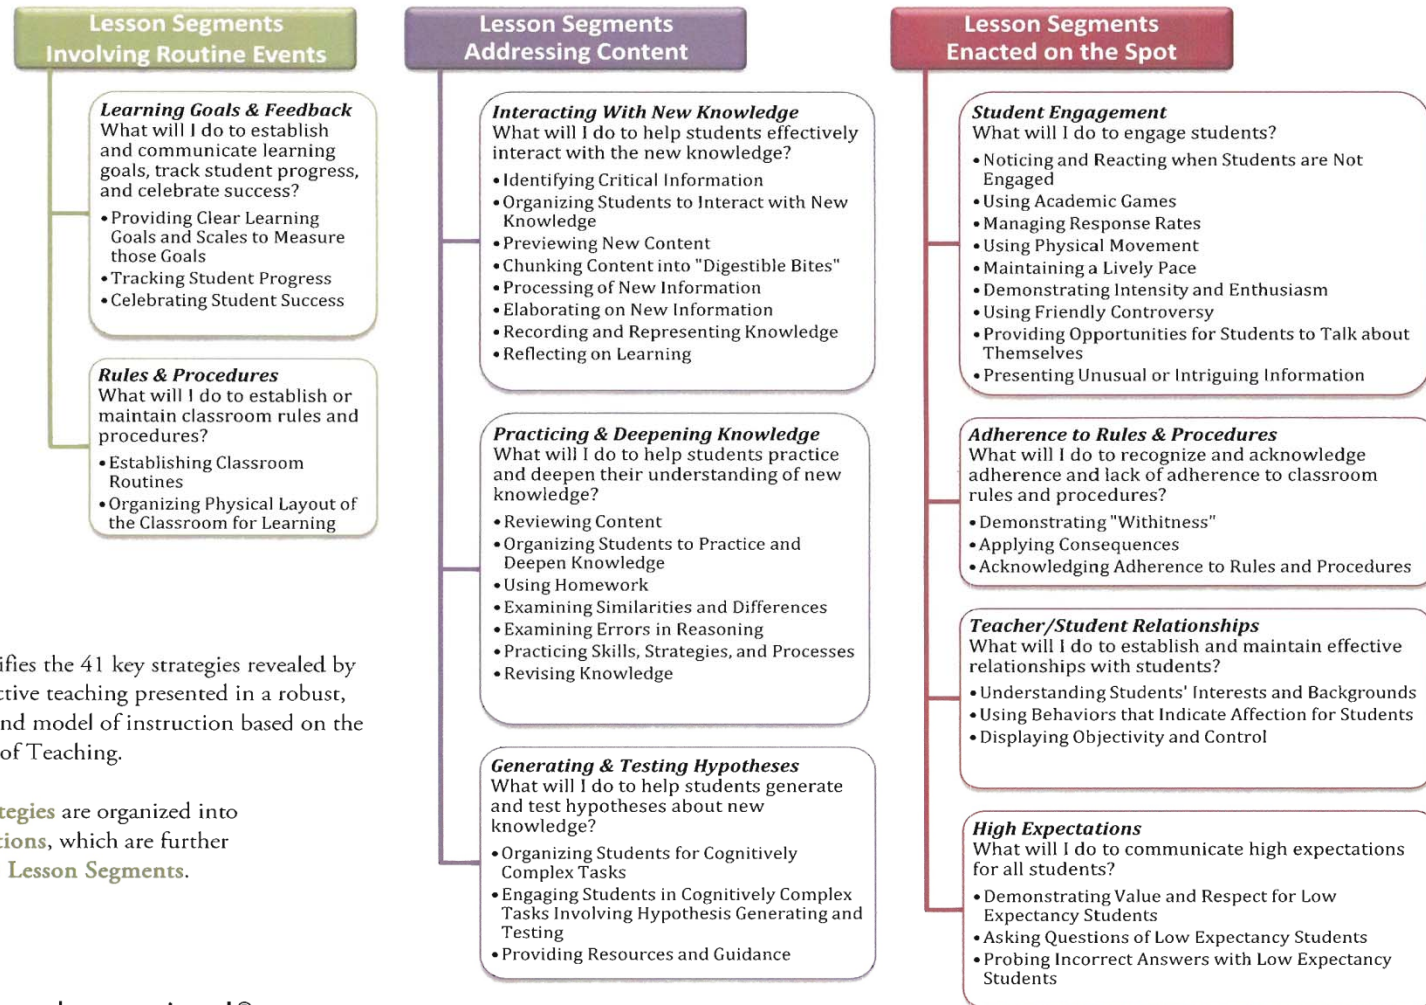 Lesson Segments
Involving Routine Events
Learning Goals & Feedback
What will I do to establish
and communicate learning
goals, track student progress,
and celebrate success?
• Providing Clear Learning
Goals and Scales to Measure
those Goals
• Tracking Student Progress
• Celebrating Student Success
Rules & Procedures
What will I do to establish or
maintain classroom rules and
procedures?
• Establishing Classroom
Routines
• Organizing Physical Layout of
the Classroom for Learning
Lesson Segments
Addressing Content
Interacting With New Knowledge
What will I do to help students effectively
interact with the new knowledge?
• Identifying Critical Information
• Organizing Students to Interact with New
Knowledge
• Previewing New Content
• Chunking Content into "Digestible Bites"
• Processing of New Information
• Elaborating on New Information
• Recording and Representing Knowledge
• Reflecting on Learning
Practicing & Deepening Knowledge
What will I do to help students practice
and deepen their understanding of new
knowledge?
• Reviewing Content
• Organizing Students to Practice and
Deepen Knowledge
• Using Homework
• Examining Similarities and Differences
• Examining Errors in Reasoning
• Practicing Skills, Strategies, and Processes
• Revising Knowledge
Generating & Testing Hypotheses
What will I do to help students generate
and test hypotheses about new
knowledge?
• Organizing Students for Cognitively
Complex Tasks
• Engaging Students in Cognitively Complex
Tasks Involving Hypothesis Generating and
Testing
• Providing Resources and Guidance
Lesson Segments
Enacted on the Spot
Student Engagement
What will I do to engage students?
• Noticing and Reacting when Students are Not
Engaged
• Using Academic Games
• Managing Response Rates
• Using Physical Movement
• Maintaining a Lively Pace
• Demonstrating Intensity and Enthusiasm
• Using Friendly Controversy
• Providing Opportunities for Students to Talk about
Themselves
• Presenting Unusual or Intriguing Information
Adherence to Rules & Procedures
What will I do to recognize and acknowledge
adherence and lack of adherence to classroom
rules and procedures?
• Demonstrating "Withitness"
• Applying Consequences
• Acknowledging Adherence to Rules and Procedures
Teacher/Student Relationships
What will I do to establish and maintain effective
relationships with students?
• Understanding Students' Interests and Backgrounds
• Using Behaviors that Indicate Affection for Students
• Displaying Objectivity and Control
High Expectations
What will I do to communicate high expectations
for all students?
• Demonstrating Value and Respect for Low
Expectancy Students
• Asking Questions of Low Expectancy Students
• Probing Incorrect Answers with Low Expectancy
Students
ifies the 41 key strategies revealed by
ctive teaching presented in a robust,
nd model of instruction based on the
of Teaching.
tegies are organized into
tions, which are further
Lesson Segments.